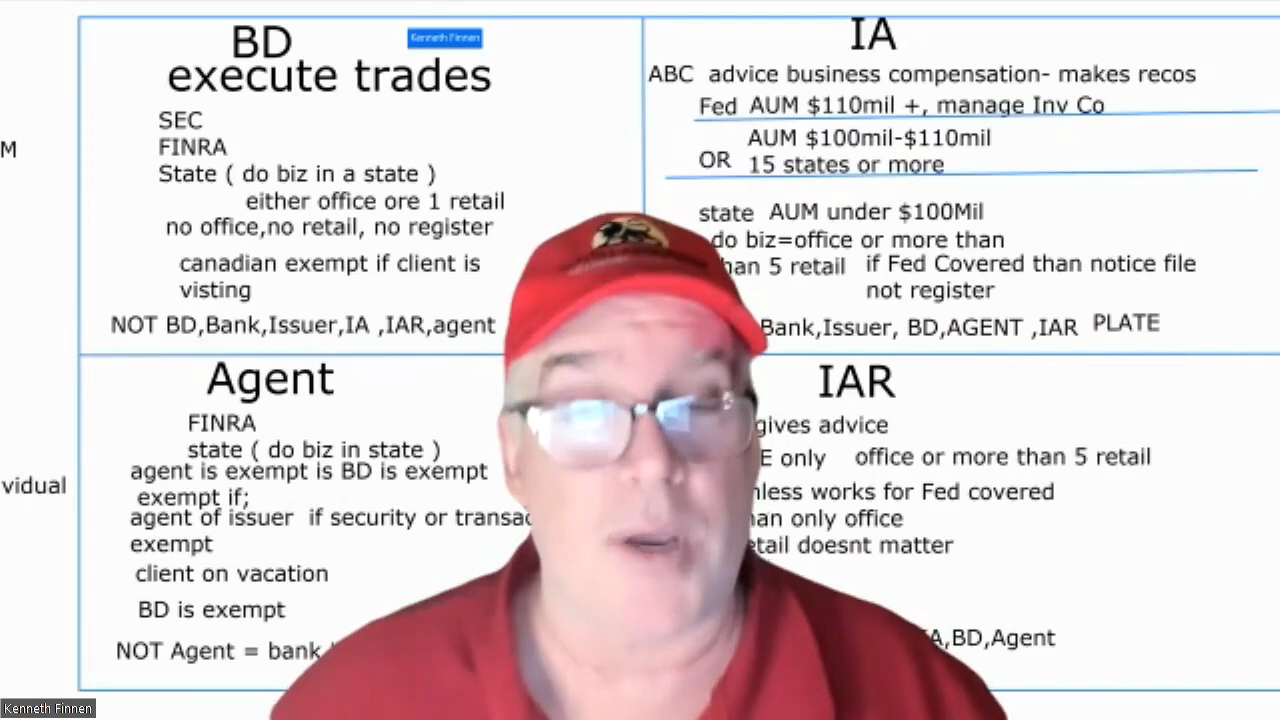 BD
Kenneth Finnen
execute trades
SEC
FINRA
State ( do biz in a state )
either office ore 1 retail
no office,no retail, no register
canadian exempt if client is
visting
NOT BD,Bank,Issuer,IA ,IAR,agent
IA
ABC advice business compensation- makes recos
Fed AUM $110mil +, manage Inv Co
AUM $100mil-$110mil
OR 15 states or more
state AUM under $100Mil
do biz=office or more than
han 5 retail if Fed Covered than notice file
not register
Bank,Issuer, BD,AGENT ,IAR PLATE
M
Agent
FINRA
state ( do biz in state )
agent is exempt is BD is exempt
exempt if;
agent of issuer if security or transac
exempt
client on vacation
BD is exempt
NOT Agent = bank
vidual
IAR
gives advice
E only office or more than 5 retail
nless works for Fed covered
han only office
etail doesnt matter
IA,BD,Agent
Kenneth Finnen